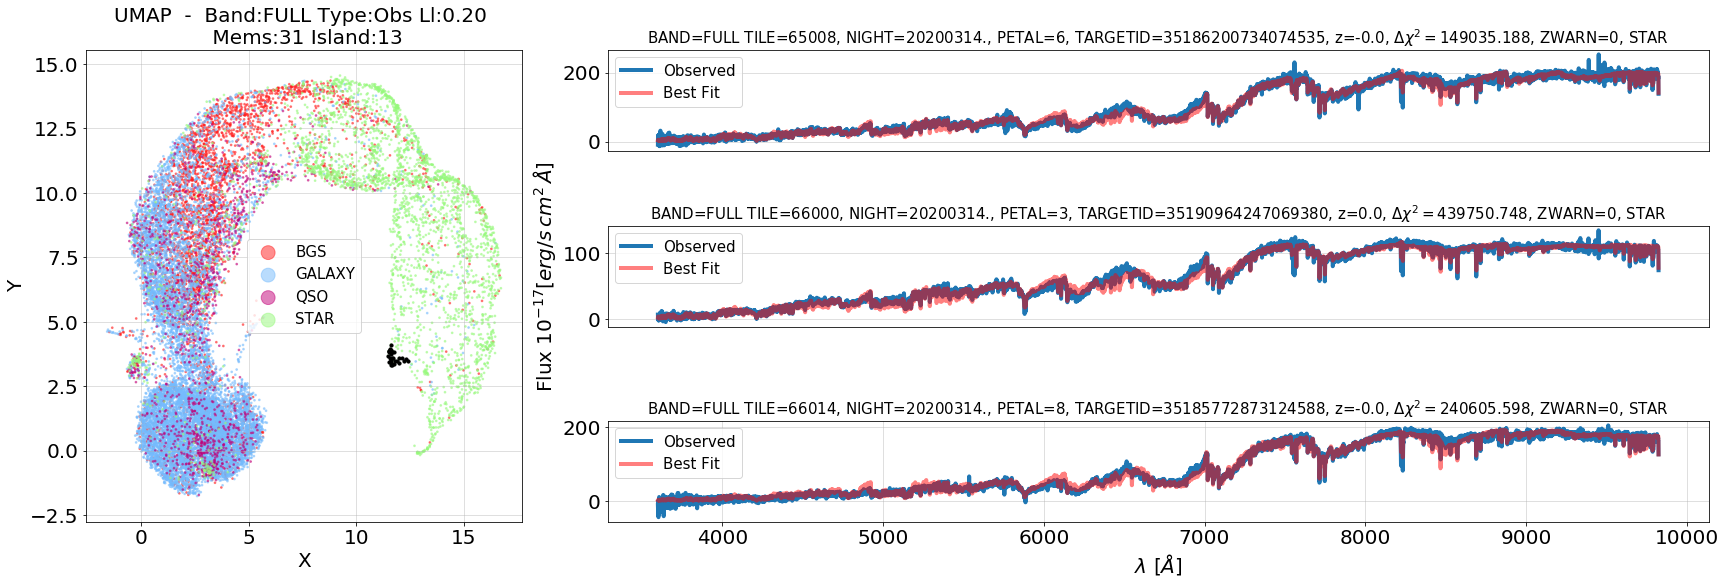 UMAP - Band:FULL Type:Obs Ll:0.20
Mems:31 Island:13
15.0
12.5
10.0
7.5
5.0
2.5
0.0
−2.5
Y
BGS
GALAXY
QSO
STAR
0 5 10 15
X
Flux 10⁻¹⁷[erg/s cm² Å]
BAND=FULL TILE=65008, NIGHT=20200314., PETAL=6, TARGETID=35186200734074535, z=-0.0, Δχ² = 149035.188, ZWARN=0, STAR
200
0
Observed
Best Fit
BAND=FULL TILE=66000, NIGHT=20200314., PETAL=3, TARGETID=35190964247069380, z=0.0, Δχ² = 439750.748, ZWARN=0, STAR
100
0
Observed
Best Fit
BAND=FULL TILE=66014, NIGHT=20200314., PETAL=8, TARGETID=35185772873124588, z=-0.0, Δχ² = 240605.598, ZWARN=0, STAR
200
0
Observed
Best Fit
4000 5000 6000 7000 8000 9000 10000
λ [Å]